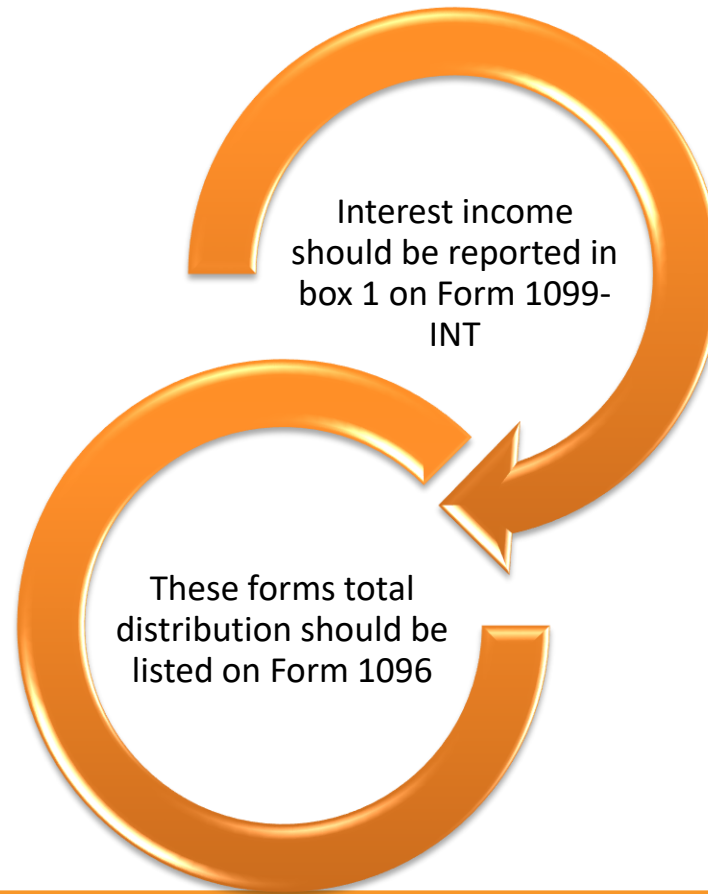 Interest income
should be reported in
box 1 on Form 1099-
INT
These forms total
distribution should be
listed on Form 1096